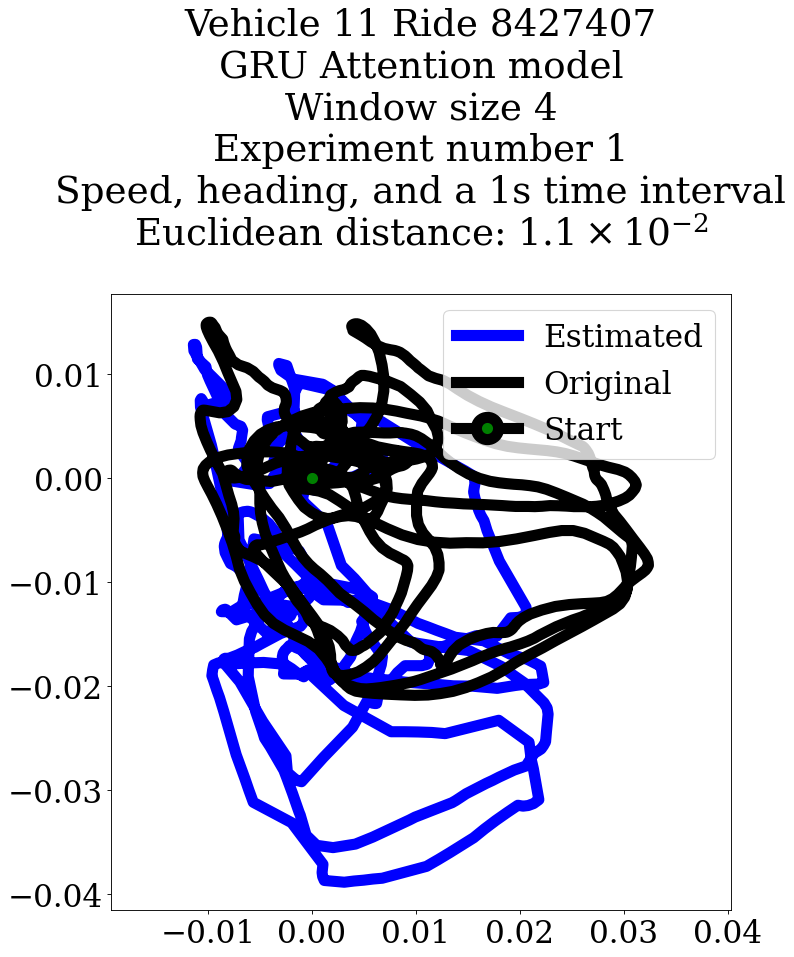 Vehicle 11 Ride 8427407
GRU Attention model
Window size 4
Experiment number 1
Speed, heading, and a 1s time interval
Euclidean distance: 1.1 × 10⁻²
Estimated
Original
Start
0.01
0.00
−0.01
−0.02
−0.03
−0.04
−0.01 0.00 0.01 0.02 0.03 0.04